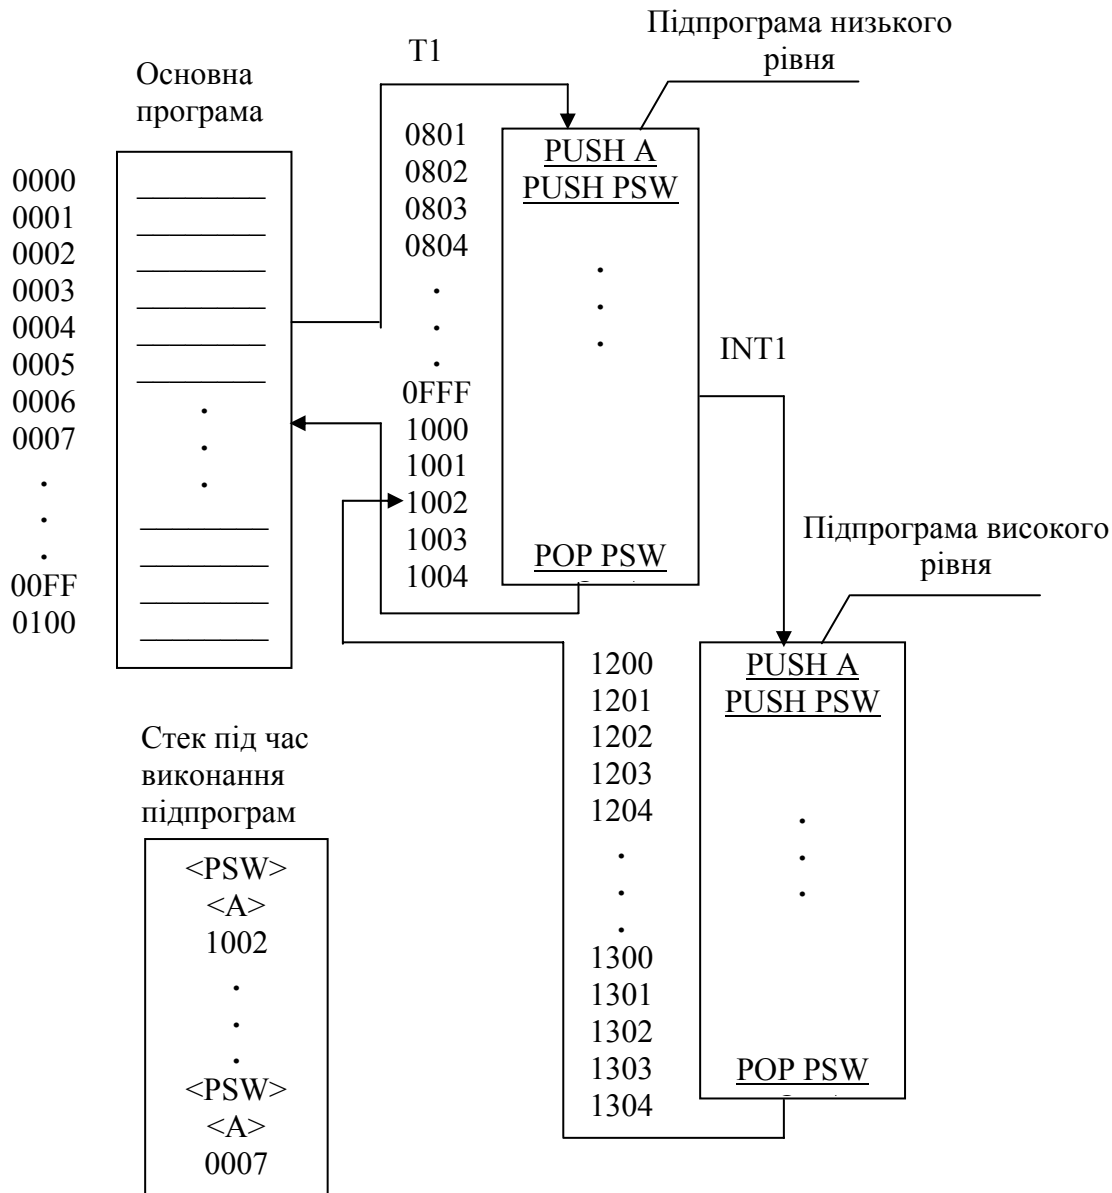 Підпрограма низького
рівня
T1
Основна
програма
0000
0001
0002
0003
0004
0005
0006
0007
.
.
.
00FF
0100
0801
0802
0803
0804
.
.
.
0FFF
1000
1001
1002
1003
1004
PUSH A
PUSH PSW
.
.
.
POP PSW
INT1
Підпрограма високого
рівня
1200
1201
1202
1203
1204
.
.
.
1300
1301
1302
1303
1304
PUSH A
PUSH PSW
.
.
.
POP PSW
Стек під час
виконання
підпрограм
<PSW>
<A>
1002
.
.
.
<PSW>
<A>
0007